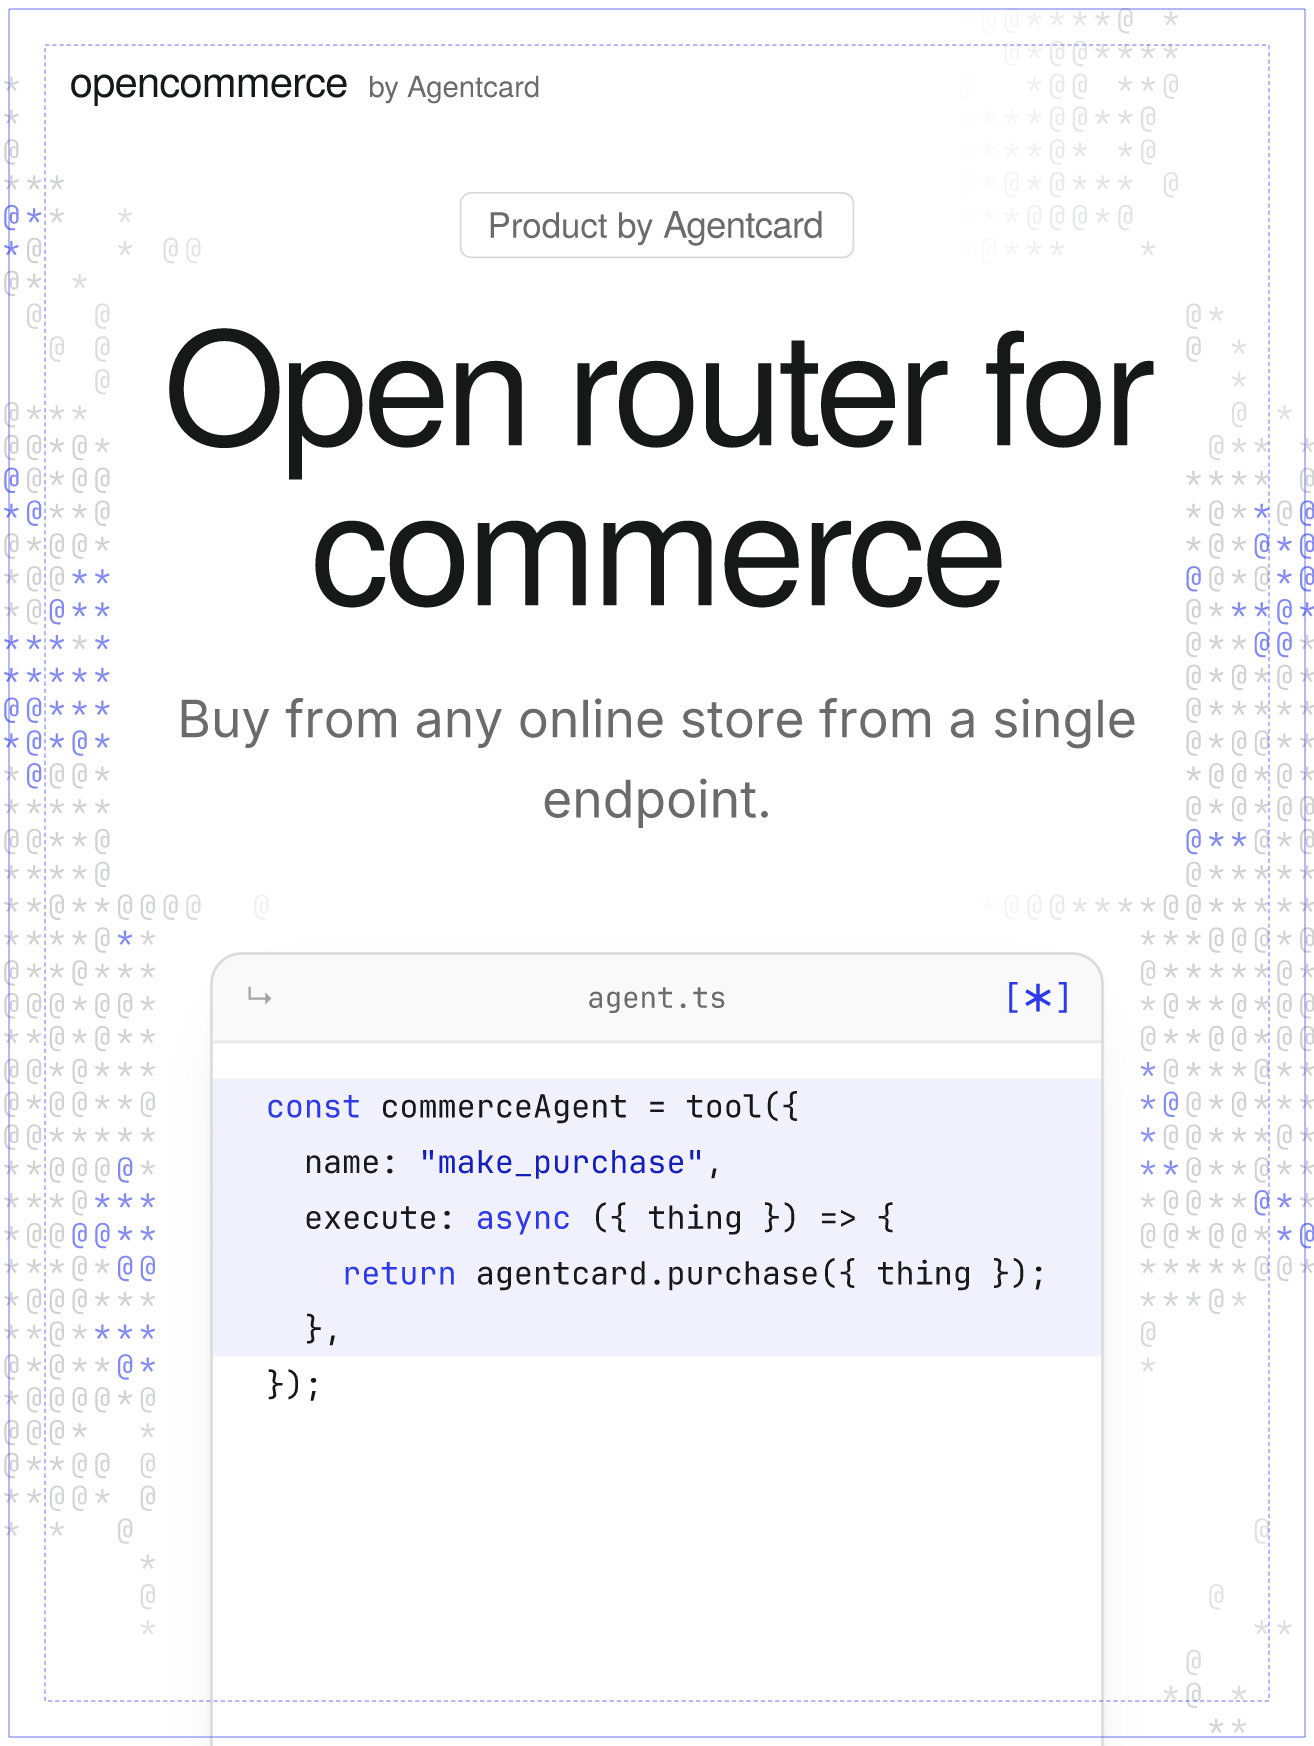 opencommerce by Agentcard
Product by Agentcard
Open router for
commerce
Buy from any online store from a single
endpoint.
agent.ts [*]
const commerceAgent = tool({
name: "make_purchase",
execute: async ({ thing }) => {
return agentcard.purchase({ thing });
},
});